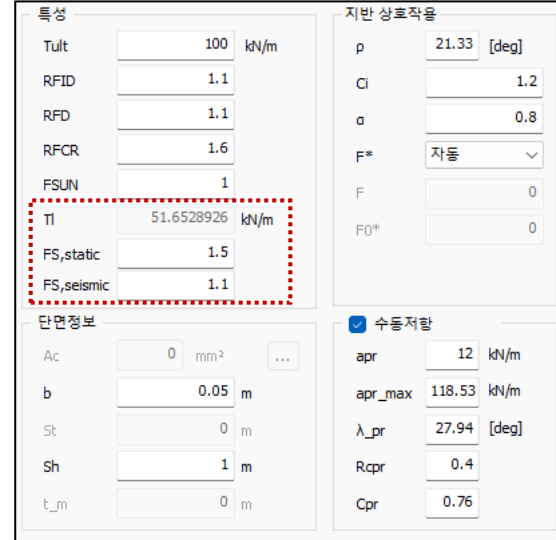 특성
Tult 100 kN/m
RFID 1.1
RFD 1.1
RFCR 1.6
FSUN 1
Tl 51.6528926 kN/m
FS,static 1.5
FS,seismic 1.1
지반 상호작용
ρ 21.33 [deg]
Ci 1.2
α 0.8
F* 자동
F 0
F0* 0
단면정보
Ac 0 mm² ...
b 0.05 m
St 0 m
Sh 1 m
t_m 0 m
수동저항
apr 12 kN/m
apr_max 118.53 kN/m
λ_pr 27.94 [deg]
Rcpr 0.4
Cpr 0.76